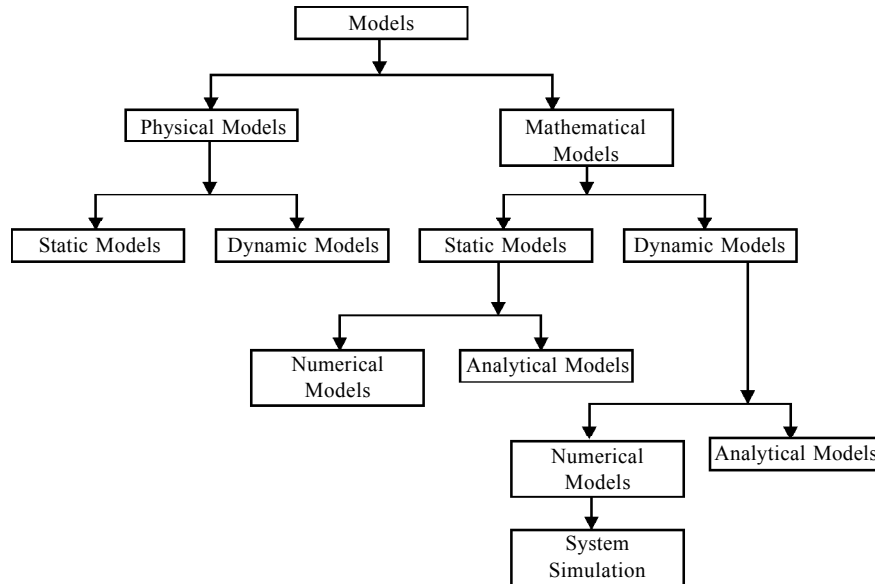 Models
Physical Models
Mathematical
Models
Static Models
Dynamic Models
Static Models
Dynamic Models
Numerical
Models
Analytical Models
Numerical
Models
Analytical Models
System
Simulation